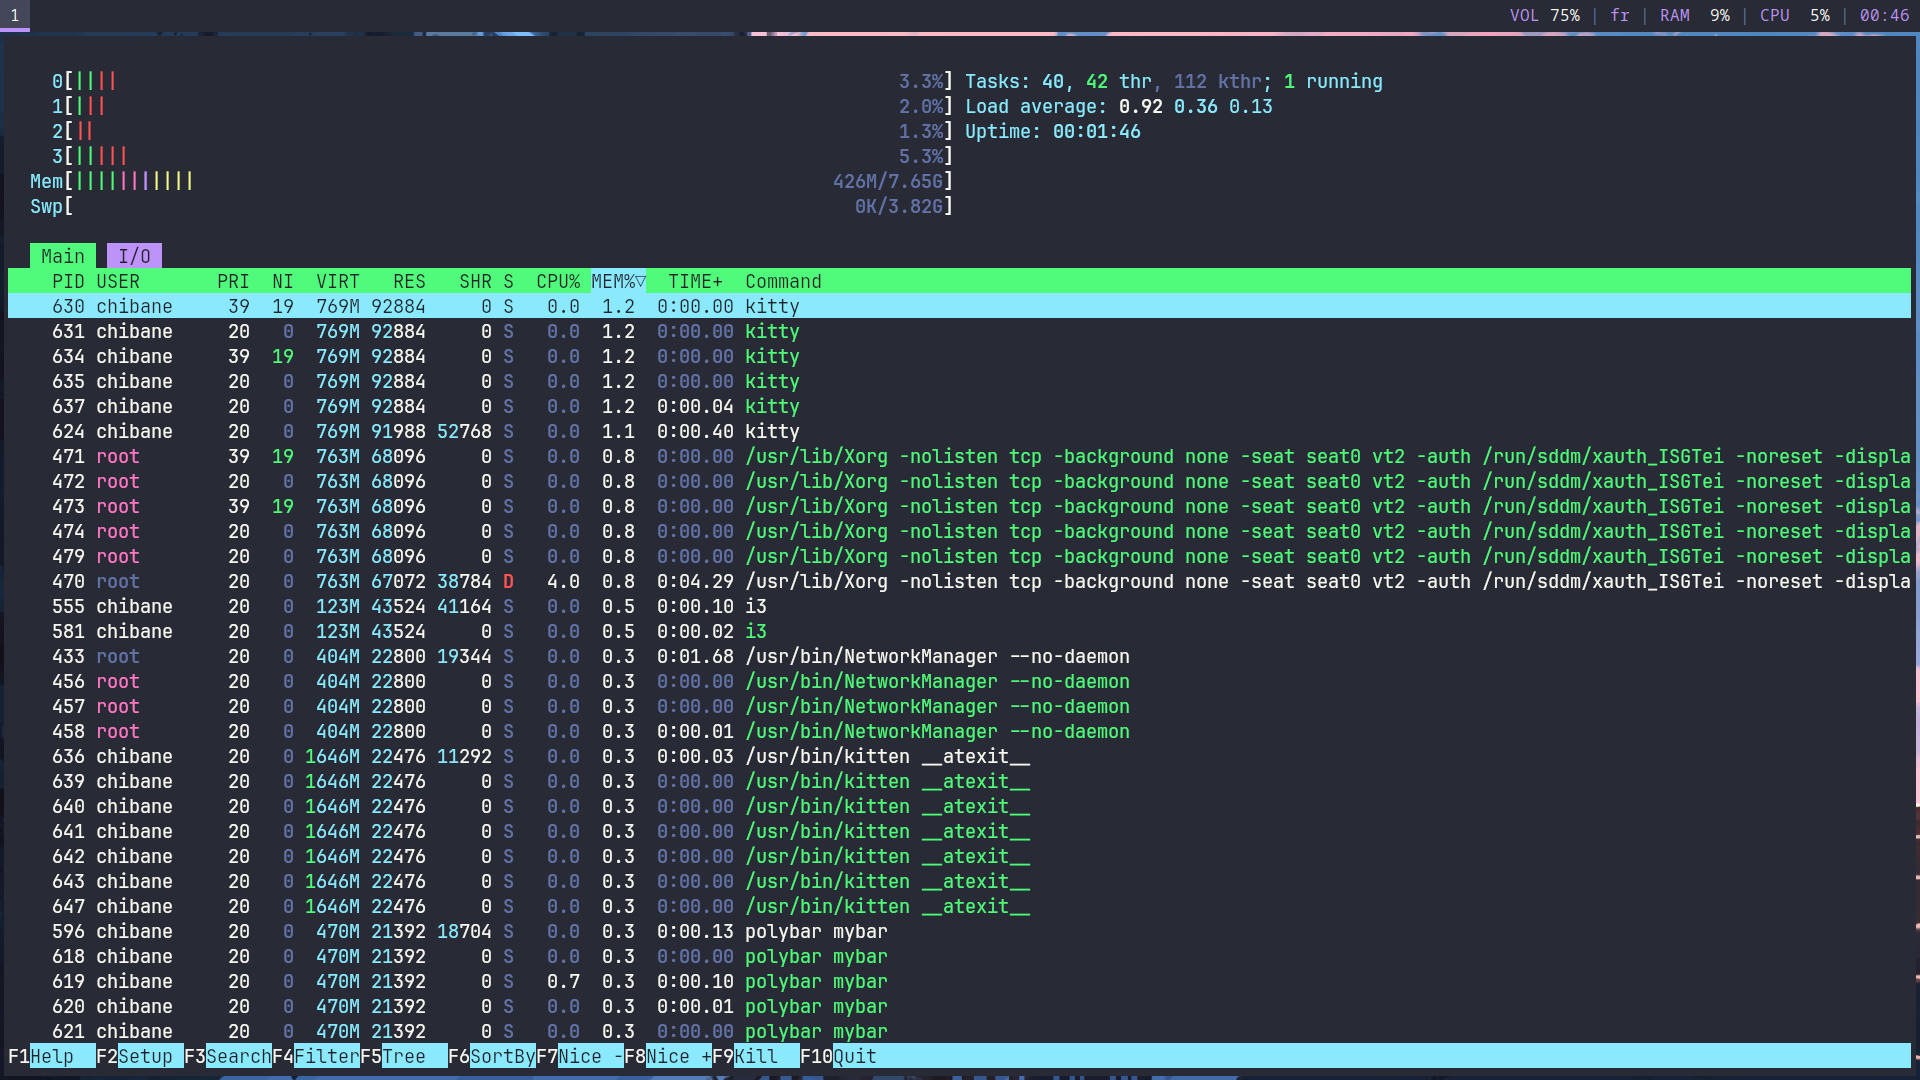 1 VOL 75% | fr | RAM 9% | CPU 5% | 00:46
0[|||| 3.3%] Tasks: 40, 42 thr, 112 kthr; 1 running
1[||| 2.0%] Load average: 0.92 0.36 0.13
2[|| 1.3%] Uptime: 00:01:46
3[||||| 5.3%]
Mem[||||||||||| 426M/7.65G]
Swp[ 0K/3.82G]
Main I/O
PID USER PRI NI VIRT RES SHR S CPU% MEM%▽ TIME+ Command
630 chibane 39 19 769M 92884 0 S 0.0 1.2 0:00.00 kitty
631 chibane 20 0 769M 92884 0 S 0.0 1.2 0:00.00 kitty
634 chibane 39 19 769M 92884 0 S 0.0 1.2 0:00.00 kitty
635 chibane 20 0 769M 92884 0 S 0.0 1.2 0:00.00 kitty
637 chibane 20 0 769M 92884 0 S 0.0 1.2 0:00.04 kitty
624 chibane 20 0 769M 91988 52768 S 0.0 1.1 0:00.40 kitty
471 root 39 19 763M 68096 0 S 0.0 0.8 0:00.00 /usr/lib/Xorg -nolisten tcp -background none -seat seat0 vt2 -auth /run/sddm/xauth_ISGTei -noreset -displa
472 root 20 0 763M 68096 0 S 0.0 0.8 0:00.00 /usr/lib/Xorg -nolisten tcp -background none -seat seat0 vt2 -auth /run/sddm/xauth_ISGTei -noreset -displa
473 root 39 19 763M 68096 0 S 0.0 0.8 0:00.00 /usr/lib/Xorg -nolisten tcp -background none -seat seat0 vt2 -auth /run/sddm/xauth_ISGTei -noreset -displa
474 root 20 0 763M 68096 0 S 0.0 0.8 0:00.00 /usr/lib/Xorg -nolisten tcp -background none -seat seat0 vt2 -auth /run/sddm/xauth_ISGTei -noreset -displa
479 root 20 0 763M 68096 0 S 0.0 0.8 0:00.00 /usr/lib/Xorg -nolisten tcp -background none -seat seat0 vt2 -auth /run/sddm/xauth_ISGTei -noreset -displa
470 root 20 0 763M 67072 38784 D 4.0 0.8 0:04.29 /usr/lib/Xorg -nolisten tcp -background none -seat seat0 vt2 -auth /run/sddm/xauth_ISGTei -noreset -displa
555 chibane 20 0 123M 43524 41164 S 0.0 0.5 0:00.10 i3
581 chibane 20 0 123M 43524 0 S 0.0 0.5 0:00.02 i3
433 root 20 0 404M 22800 19344 S 0.0 0.3 0:01.68 /usr/bin/NetworkManager --no-daemon
456 root 20 0 404M 22800 0 S 0.0 0.3 0:00.00 /usr/bin/NetworkManager --no-daemon
457 root 20 0 404M 22800 0 S 0.0 0.3 0:00.00 /usr/bin/NetworkManager --no-daemon
458 root 20 0 404M 22800 0 S 0.0 0.3 0:00.01 /usr/bin/NetworkManager --no-daemon
636 chibane 20 0 1646M 22476 11292 S 0.0 0.3 0:00.03 /usr/bin/kitten __atexit__
639 chibane 20 0 1646M 22476 0 S 0.0 0.3 0:00.00 /usr/bin/kitten __atexit__
640 chibane 20 0 1646M 22476 0 S 0.0 0.3 0:00.00 /usr/bin/kitten __atexit__
641 chibane 20 0 1646M 22476 0 S 0.0 0.3 0:00.00 /usr/bin/kitten __atexit__
642 chibane 20 0 1646M 22476 0 S 0.0 0.3 0:00.00 /usr/bin/kitten __atexit__
643 chibane 20 0 1646M 22476 0 S 0.0 0.3 0:00.00 /usr/bin/kitten __atexit__
647 chibane 20 0 1646M 22476 0 S 0.0 0.3 0:00.00 /usr/bin/kitten __atexit__
596 chibane 20 0 470M 21392 18704 S 0.0 0.3 0:00.13 polybar mybar
618 chibane 20 0 470M 21392 0 S 0.0 0.3 0:00.00 polybar mybar
619 chibane 20 0 470M 21392 0 S 0.7 0.3 0:00.10 polybar mybar
620 chibane 20 0 470M 21392 0 S 0.0 0.3 0:00.01 polybar mybar
621 chibane 20 0 470M 21392 0 S 0.0 0.3 0:00.00 polybar mybar
F1Help F2Setup F3SearchF4FilterF5Tree F6SortByF7Nice -F8Nice +F9Kill F10Quit